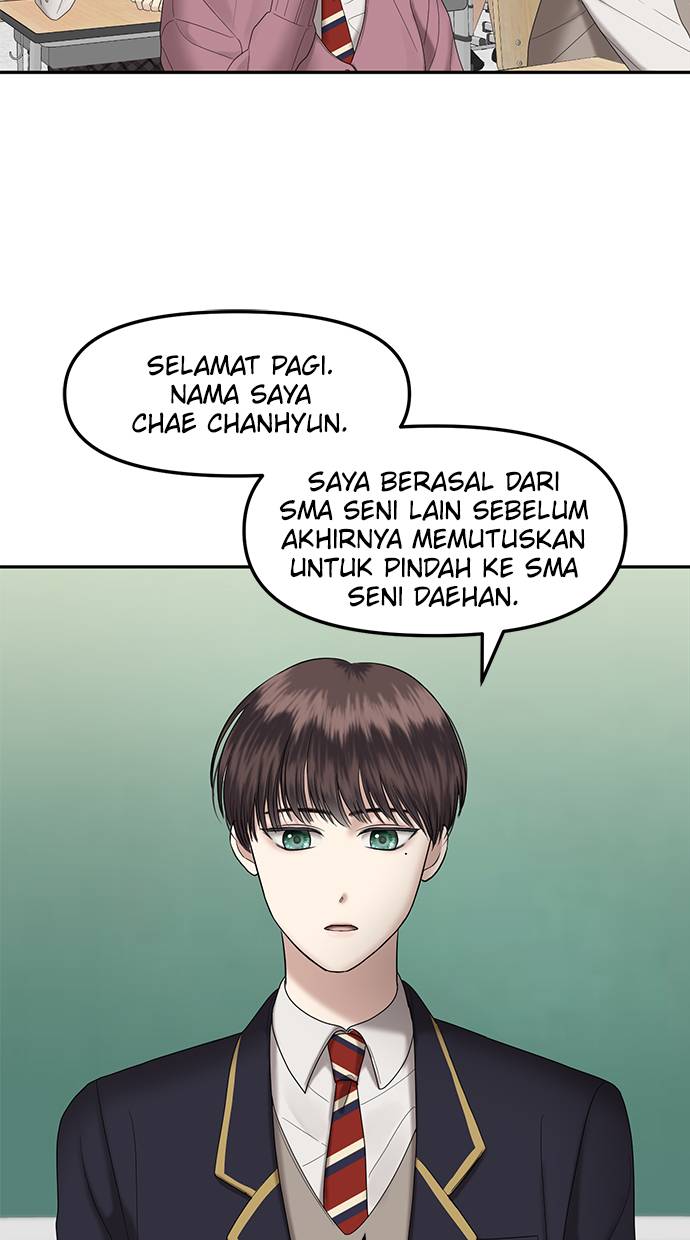 SELAMAT PAGI.
NAMA SAYA
CHAE CHANHYUN.
SAYA BERASAL DARI
SMA SENI LAIN SEBELUM
AKHIRNYA MEMUTUSKAN
UNTUK PINDAH KE SMA
SENI DAEHAN.